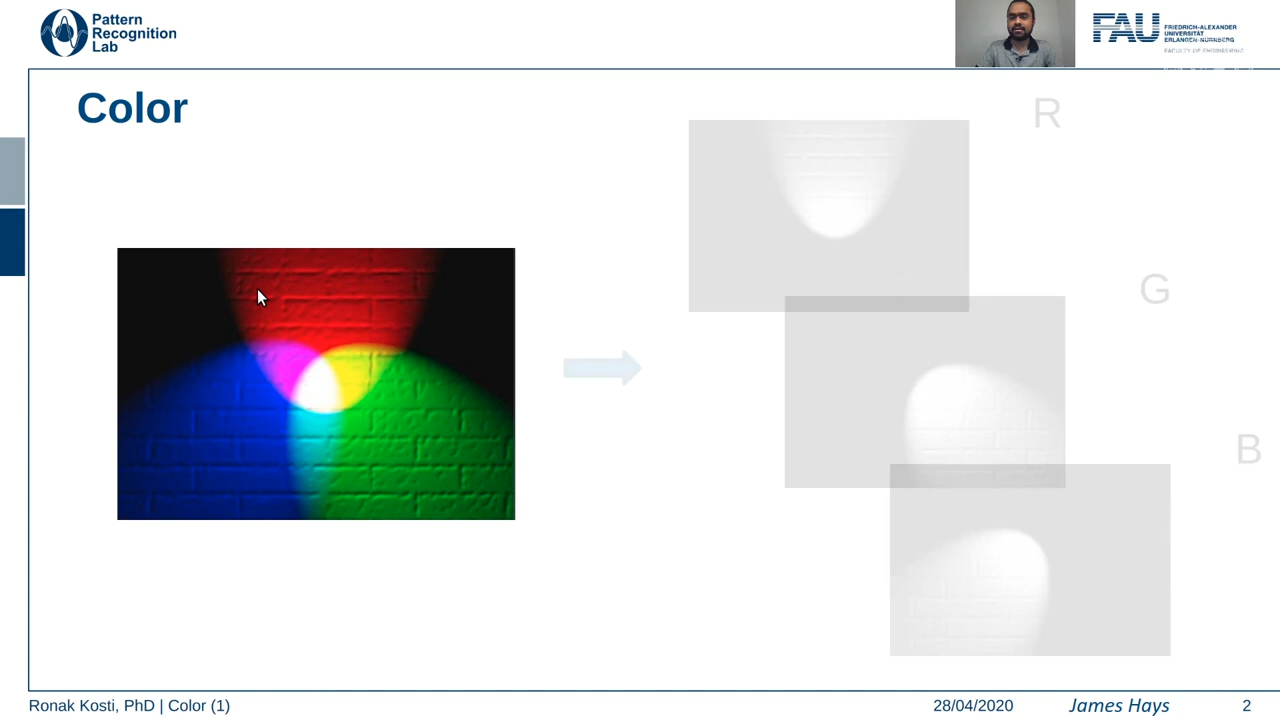 Pattern
Recognition
Lab
FAU
FRIEDRICH-ALEXANDER
UNIVERSITÄT
ERLANGEN-NÜRNBERG
FACULTY OF ENGINEERING
Color
R
G
B
Ronak Kosti, PhD | Color (1)
28/04/2020
James Hays
2